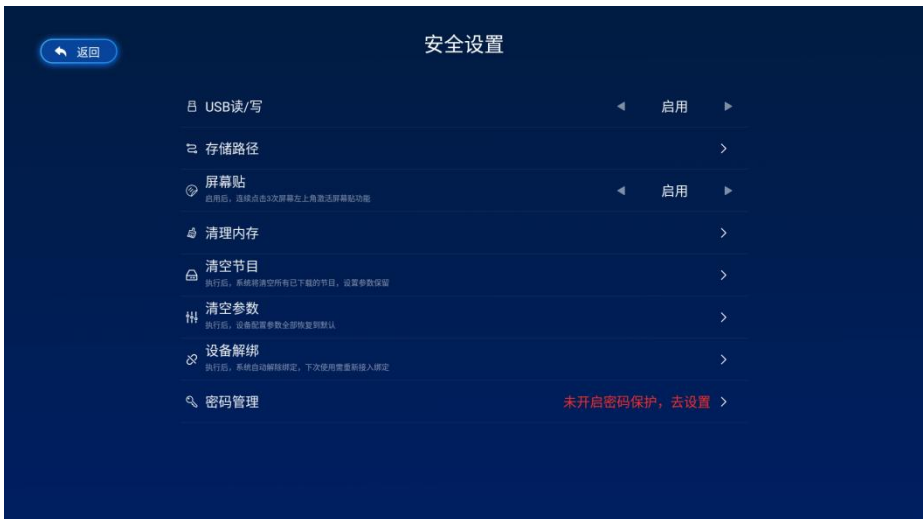 返回
安全设置
USB读/写
启用
存储路径
屏幕贴
启用后，连续点击3次屏幕左上角激活屏幕贴功能
启用
清理内存
清空节目
执行后，系统将清空所有已下载的节目，设置参数保留
清空参数
执行后，设备配置参数全部恢复到默认
设备解绑
执行后，系统自动解除绑定，下次使用需重新接入绑定
密码管理
未开启密码保护，去设置